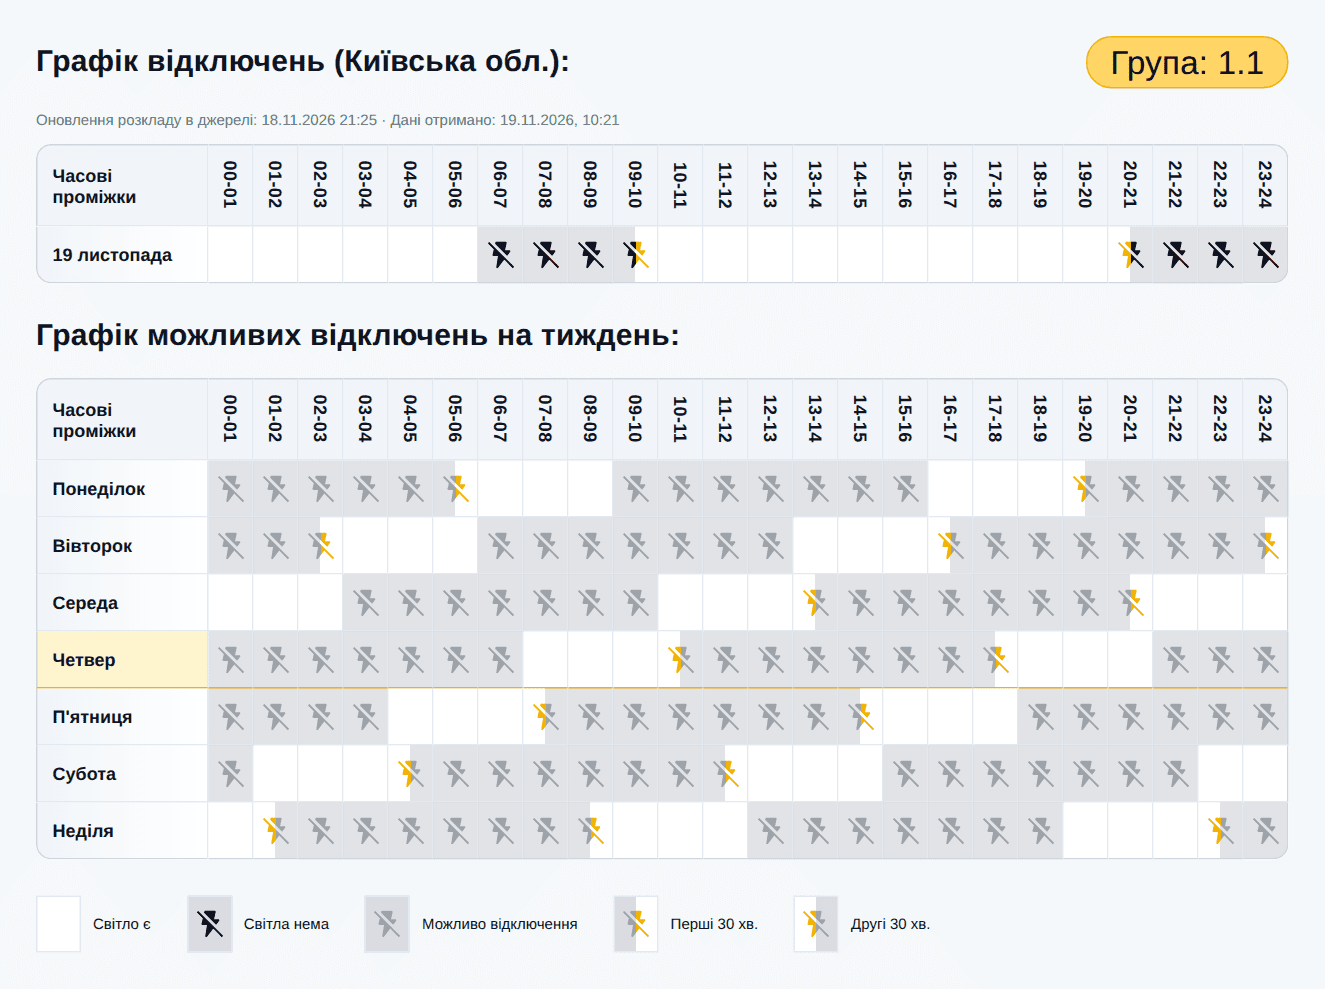 Графік відключень (Київська обл.):
Група: 1.1
Оновлення розкладу в джерелі: 18.11.2026 21:25 · Дані отримано: 19.11.2026, 10:21
Часові проміжки 00-01 01-02 02-03 03-04 04-05 05-06 06-07 07-08 08-09 09-10 10-11 11-12 12-13 13-14 14-15 15-16 16-17 17-18 18-19 19-20 20-21 21-22 22-23 23-24
19 листопада
Графік можливих відключень на тиждень:
Часові проміжки 00-01 01-02 02-03 03-04 04-05 05-06 06-07 07-08 08-09 09-10 10-11 11-12 12-13 13-14 14-15 15-16 16-17 17-18 18-19 19-20 20-21 21-22 22-23 23-24
Понеділок
Вівторок
Середа
Четвер
П'ятниця
Субота
Неділя
Світло є Світла нема Можливо відключення Перші 30 хв. Другі 30 хв.